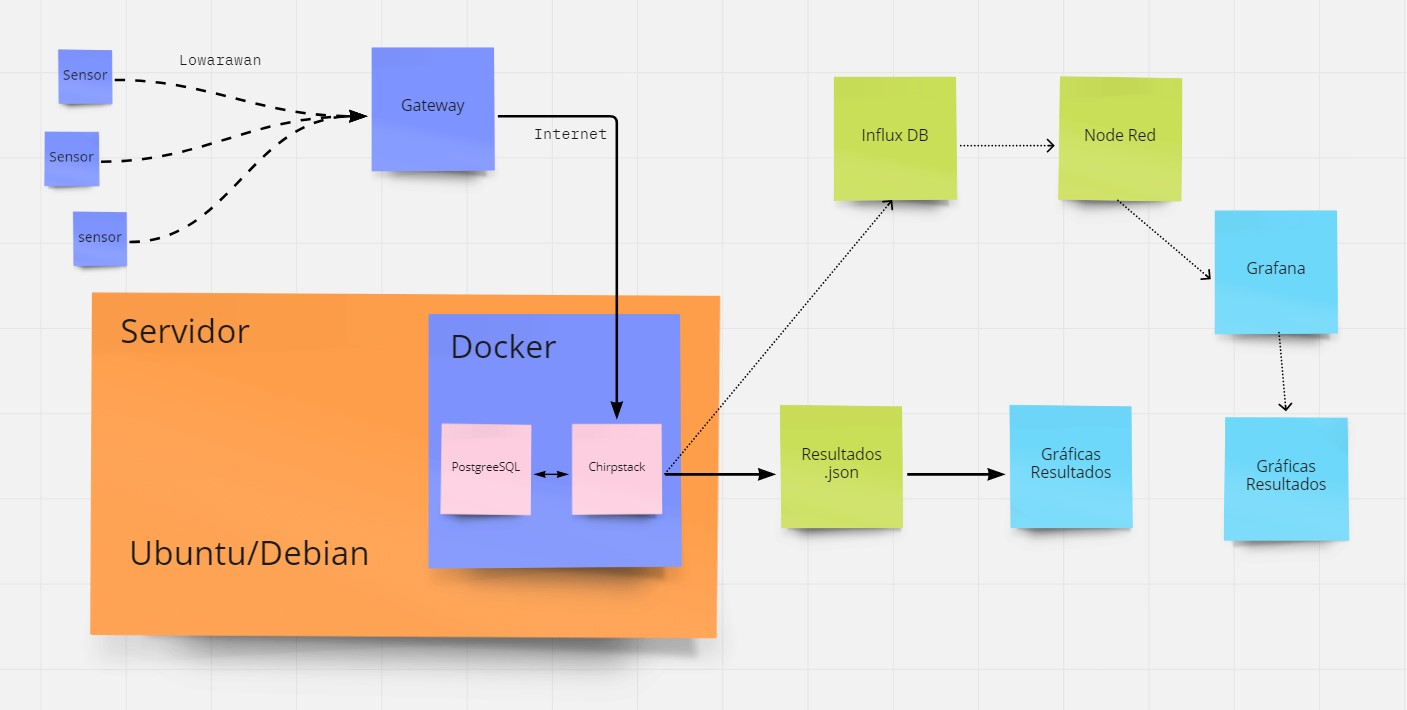 Sensor
Lowarawan
Gateway
Internet
Sensor
sensor
Influx DB
Node Red
Grafana
Servidor
Docker
PostgreeSQL
Chirpstack
Ubuntu/Debian
Resultados
.json
Gráficas
Resultados
Gráficas
Resultados